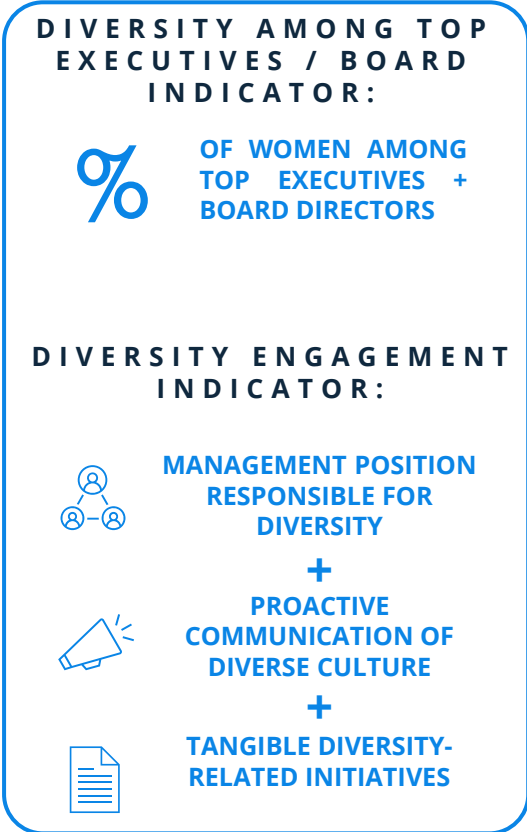 DIVERSITY AMONG TOP
EXECUTIVES / BOARD
INDICATOR:
%
OF WOMEN AMONG
TOP EXECUTIVES +
BOARD DIRECTORS
DIVERSITY ENGAGEMENT
INDICATOR:
MANAGEMENT POSITION
RESPONSIBLE FOR
DIVERSITY
+
PROACTIVE
COMMUNICATION OF
DIVERSE CULTURE
+
TANGIBLE DIVERSITY-
RELATED INITIATIVES